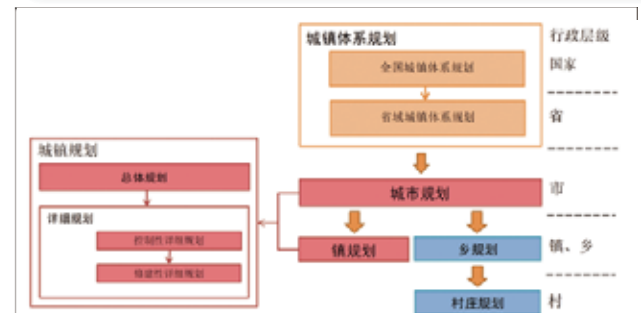 城镇体系规划
行政层级
全国城镇体系规划
国家
省域城镇体系规划
省
城镇规划
总体规划
城市规划
市
详细规划
控制性详细规划
镇规划
乡规划
镇、乡
修建性详细规划
村庄规划
村